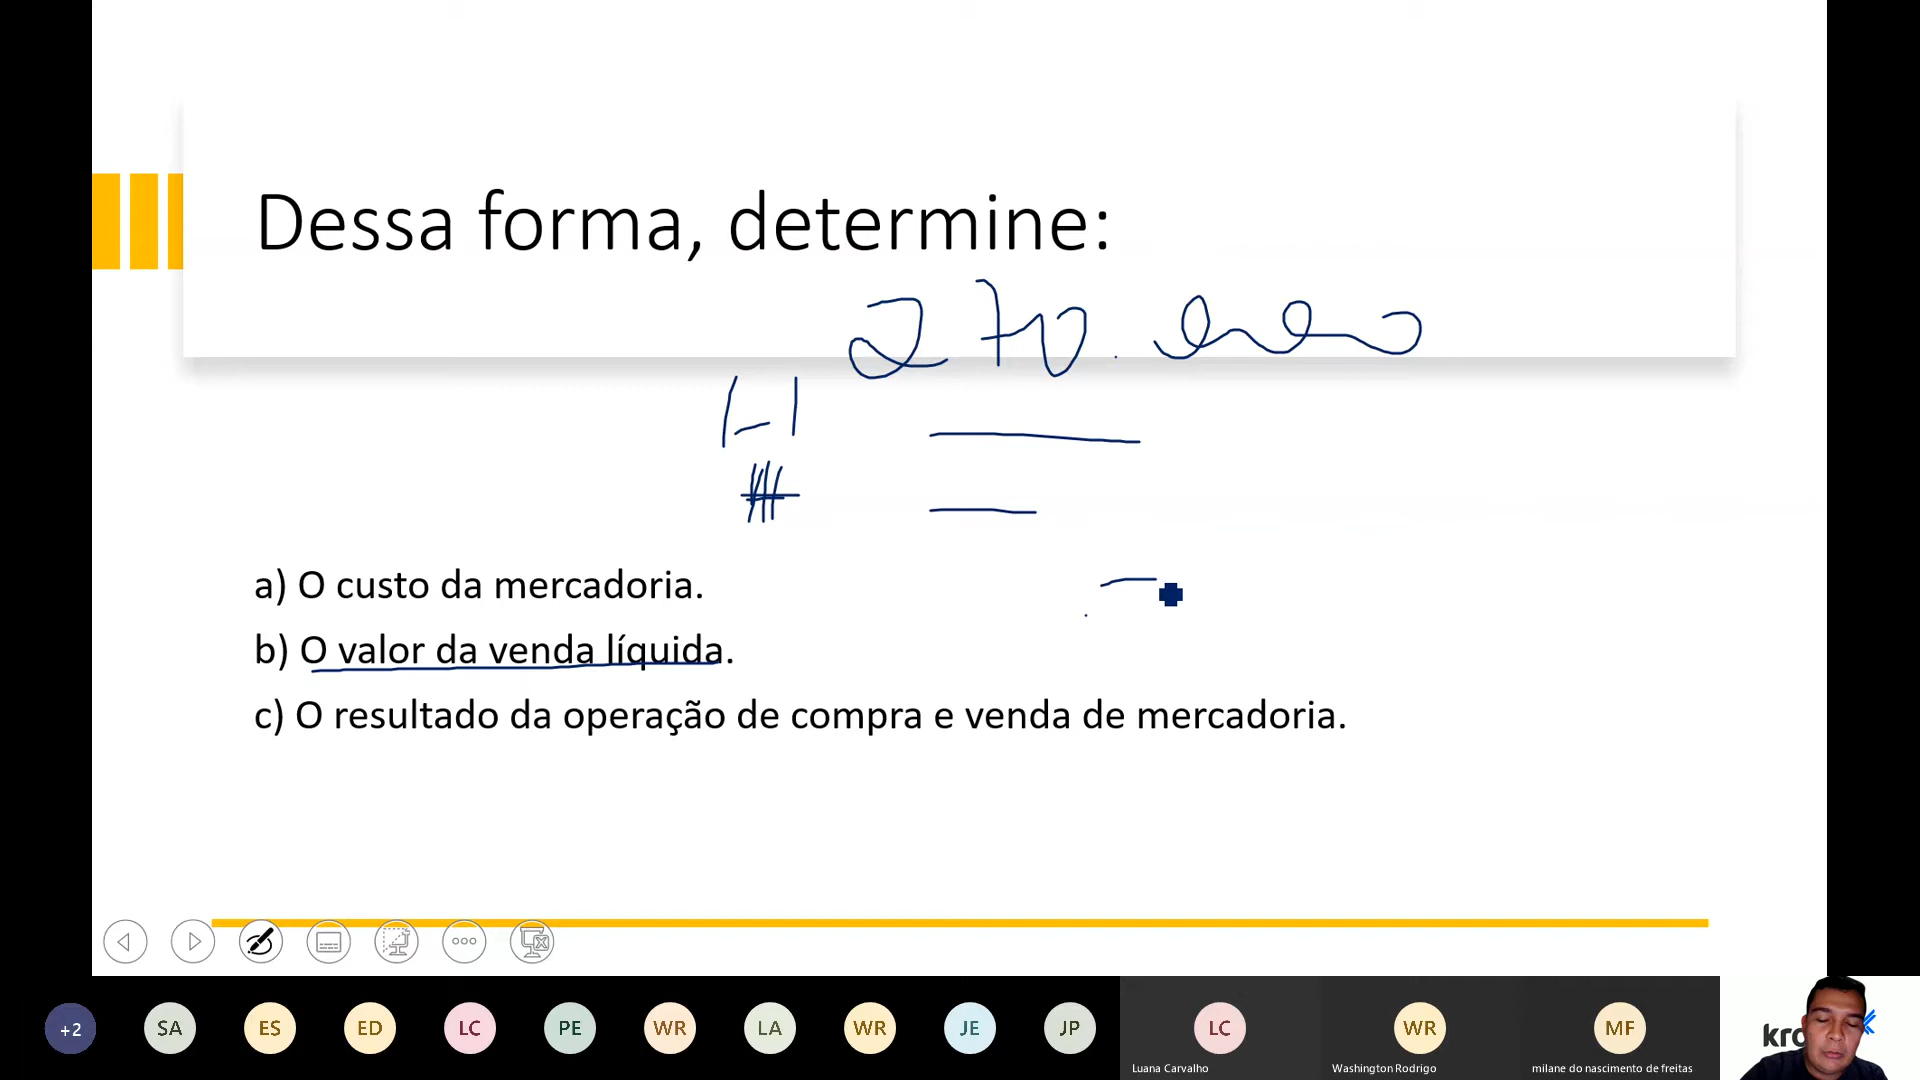 Dessa forma, determine:
270.000
(-)
a) O custo da mercadoria.
b) O valor da venda líquida.
c) O resultado da operação de compra e venda de mercadoria.
+2 SA ES ED LC PE WR LA WR JE JP LC WR MF
Luana Carvalho Washington Rodrigo milane do nascimento de freitas